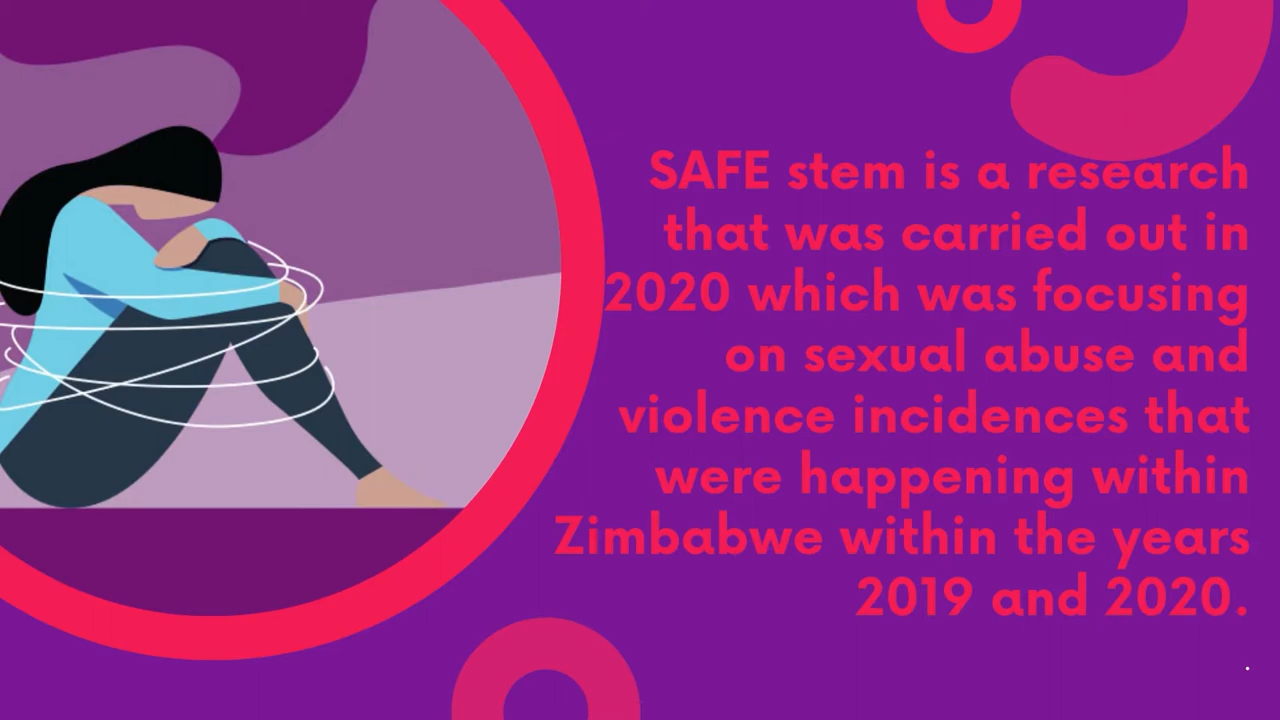 SAFE stem is a research
that was carried out in
2020 which was focusing
on sexual abuse and
violence incidences that
were happening within
Zimbabwe within the years
2019 and 2020.
.